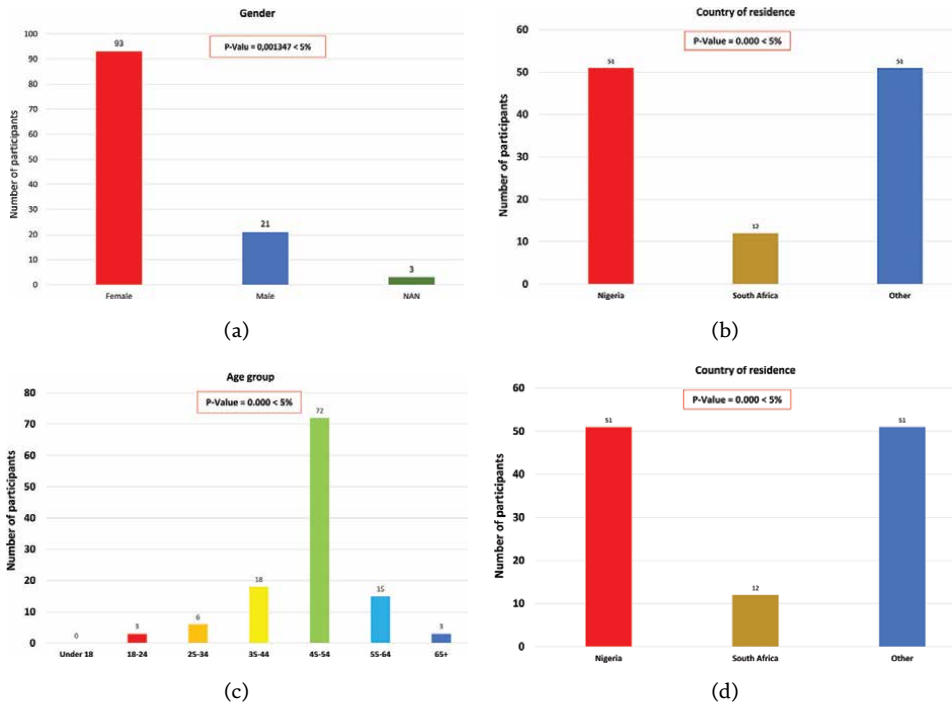 Gender
P-Valu = 0,001347 < 5%
Number of participants
100
90
80
70
60
50
40
30
20
10
0
93
21
3
Female Male NAN
(a)
Country of residence
P-Value = 0.000 < 5%
Number of participants
60
50
40
30
20
10
0
51
12
51
Nigeria South Africa Other
(b)
Age group
P-Value = 0.000 < 5%
Number of participants
80
70
60
50
40
30
20
10
0
0
3
6
18
72
15
3
Under 18 18-24 25-34 35-44 45-54 55-64 65+
(c)
Country of residence
P-Value = 0.000 < 5%
Number of participants
60
50
40
30
20
10
0
51
12
51
Nigeria South Africa Other
(d)